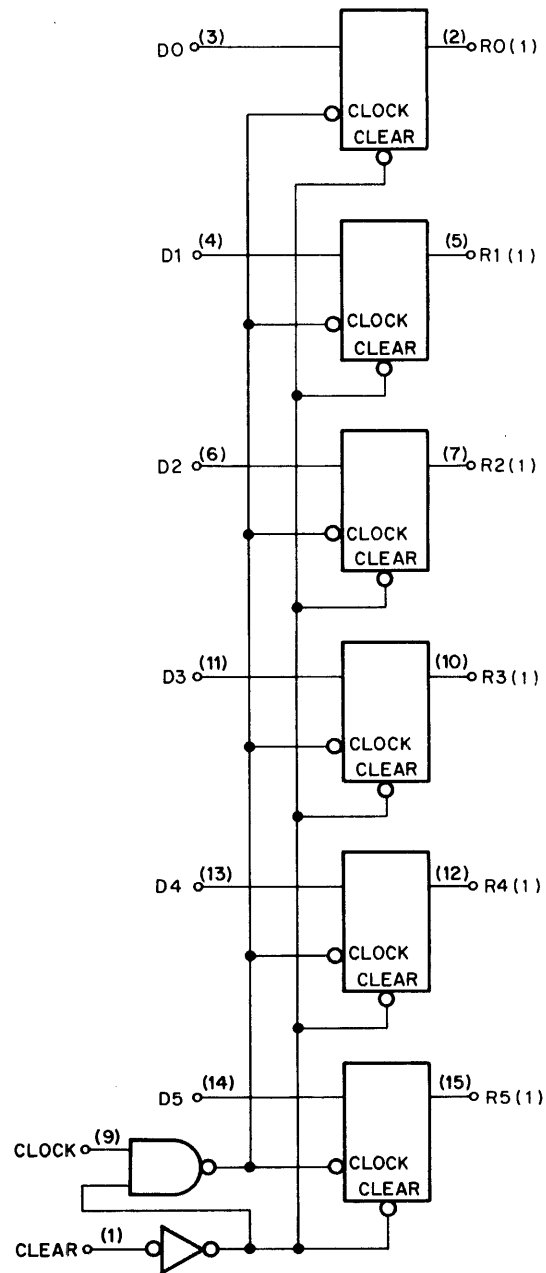 D0 (3) (2) R0(1)
CLOCK
CLEAR
D1 (4) (5) R1(1)
CLOCK
CLEAR
D2 (6) (7) R2(1)
CLOCK
CLEAR
D3 (11) (10) R3(1)
CLOCK
CLEAR
D4 (13) (12) R4(1)
CLOCK
CLEAR
D5 (14) (15) R5(1)
CLOCK (9) CLOCK
CLEAR
CLEAR (1)